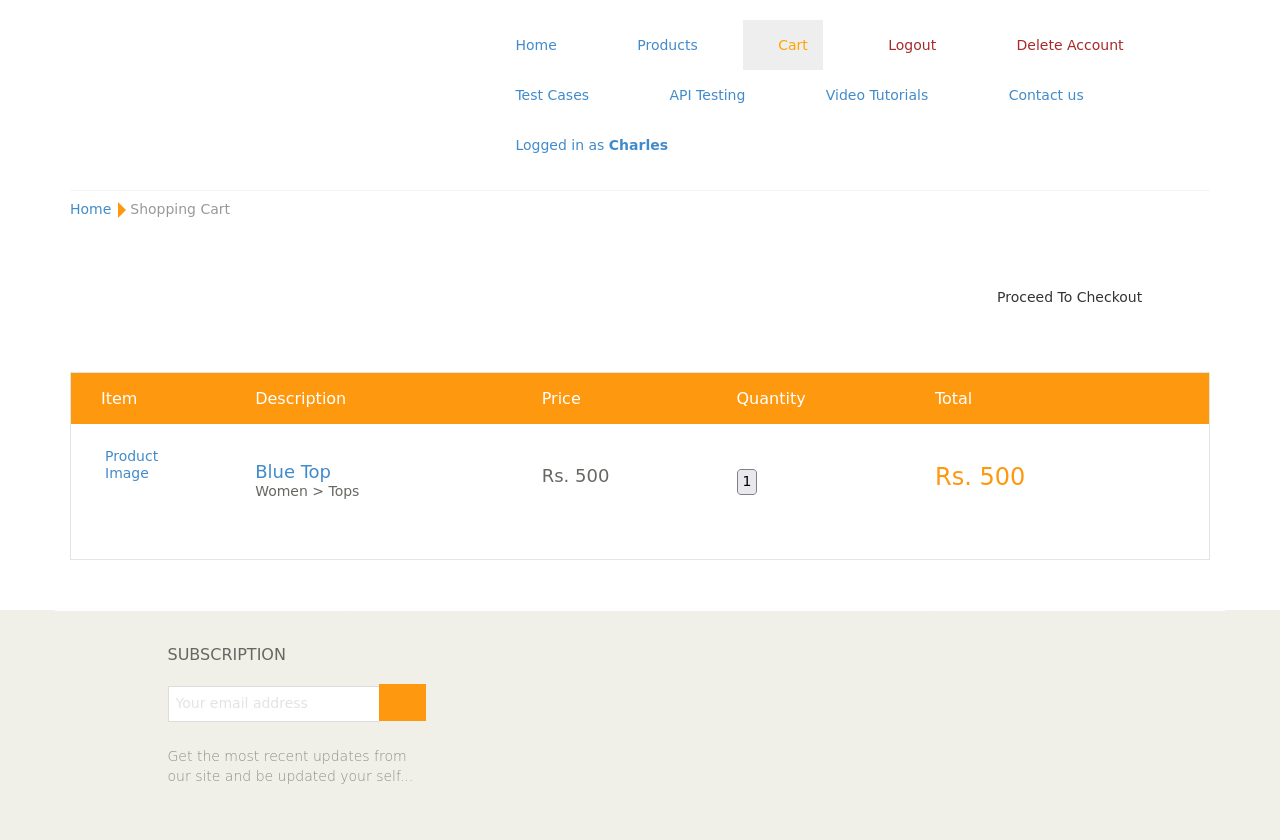 Home Products Cart Logout Delete Account
Test Cases API Testing Video Tutorials Contact us
Logged in as Charles
Home Shopping Cart
Proceed To Checkout
Item Description Price Quantity Total
Product
Image
Blue Top
Women > Tops
Rs. 500
1
Rs. 500
SUBSCRIPTION
Your email address
Get the most recent updates from
our site and be updated your self...